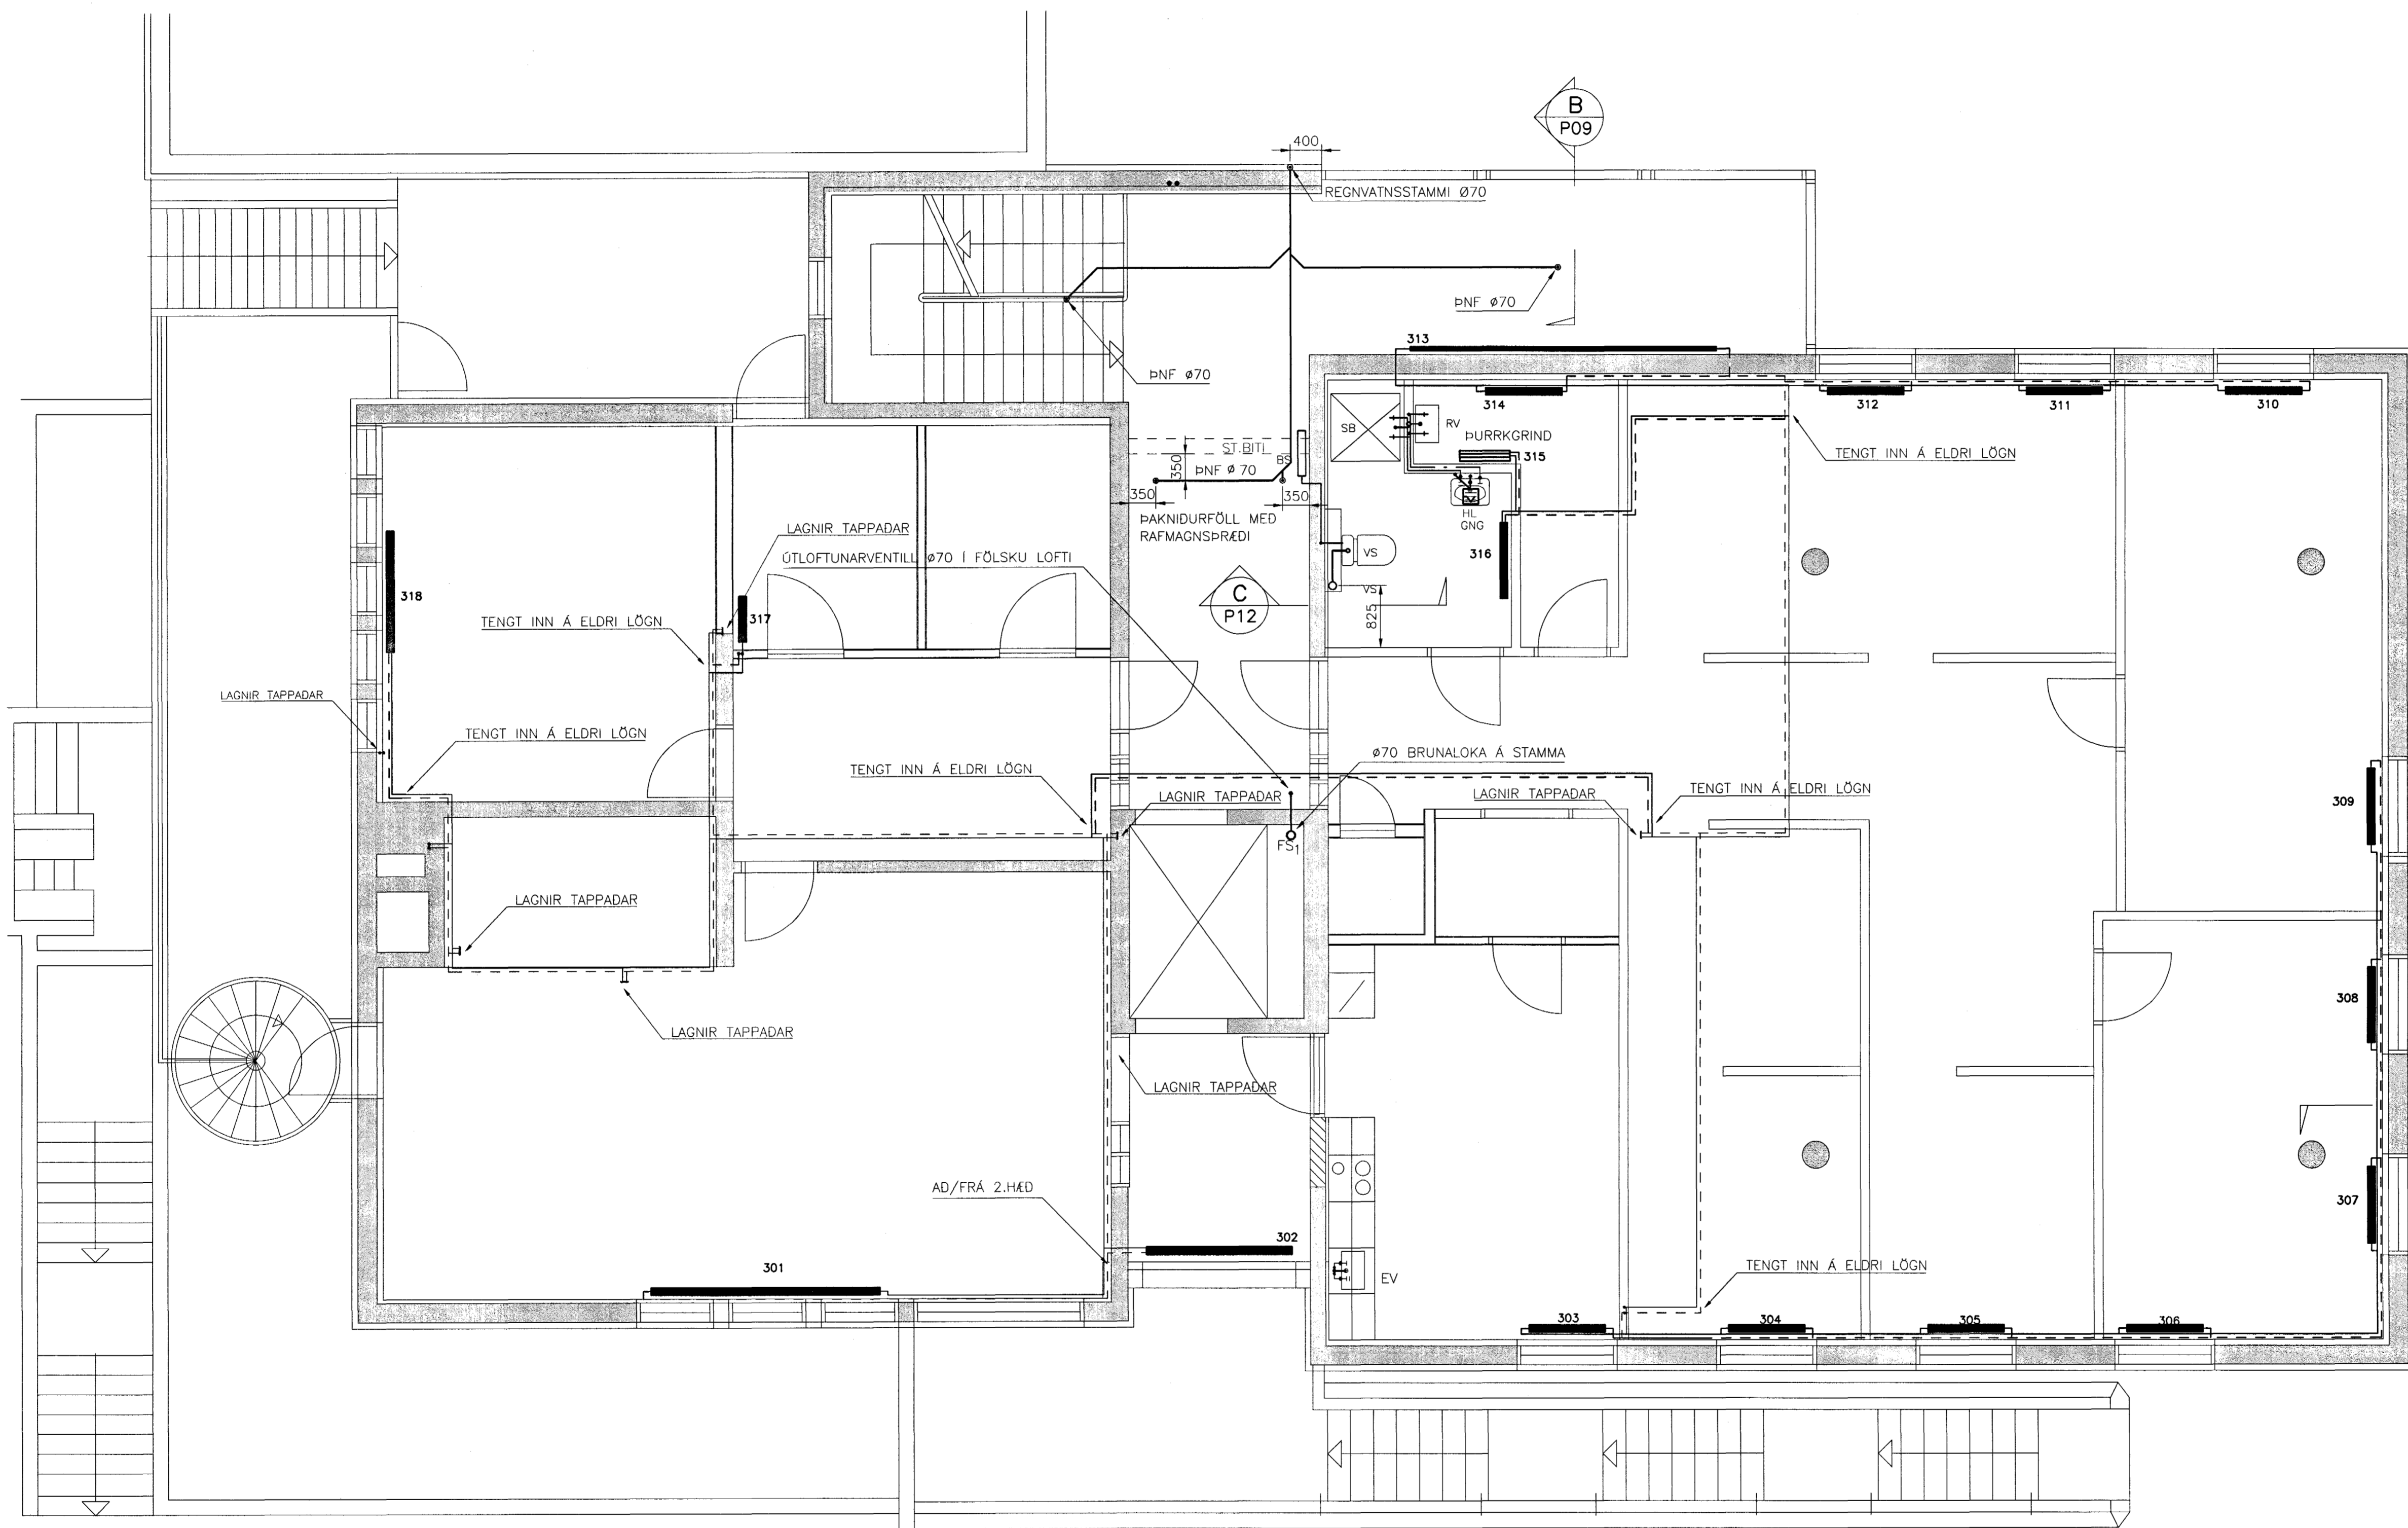 B
P09
400
REGNVATNSSTAMMI Ø70
ÞNF Ø70
ÞNF Ø70
313
314
312
311
310
SB
RV
ÞURRKGRIND
315
TENGT INN Á ELDRI LÖGN
ST.BITI
BS
350
ÞNF Ø 70
350
350
ÞAKNIÐURFÖLL MEÐ
RAFMAGNSÞRÆÐI
HL
GNG
LAGNIR TAPPAÐAR
ÚTLOFTUNARVENTILL Ø70 Í FÖLSKU LOFTI
VS
316
318
317
C
P12
VS
825
TENGT INN Á ELDRI LÖGN
LAGNIR TAPPAÐAR
TENGT INN Á ELDRI LÖGN
Ø70 BRUNALOKA Á STAMMA
TENGT INN Á ELDRI LÖGN
LAGNIR TAPPAÐAR
LAGNIR TAPPAÐAR
TENGT INN Á ELDRI LÖGN
309
FS1
LAGNIR TAPPAÐAR
308
LAGNIR TAPPAÐAR
LAGNIR TAPPAÐAR
AÐ/FRÁ 2.HÆÐ
307
302
301
EV
TENGT INN Á ELDRI LÖGN
303
304
305
306